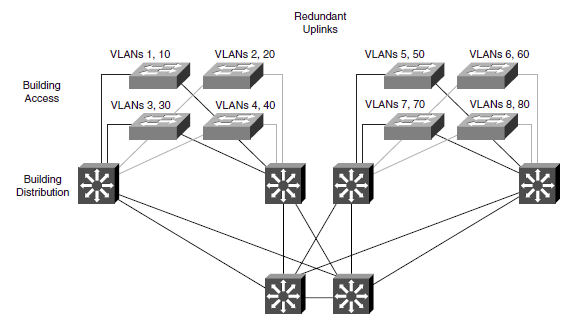 Redundant
Uplinks
VLANs 1, 10
VLANs 2, 20
VLANs 5, 50
VLANs 6, 60
Building
Access
VLANs 3, 30
VLANs 4, 40
VLANs 7, 70
VLANs 8, 80
Building
Distribution